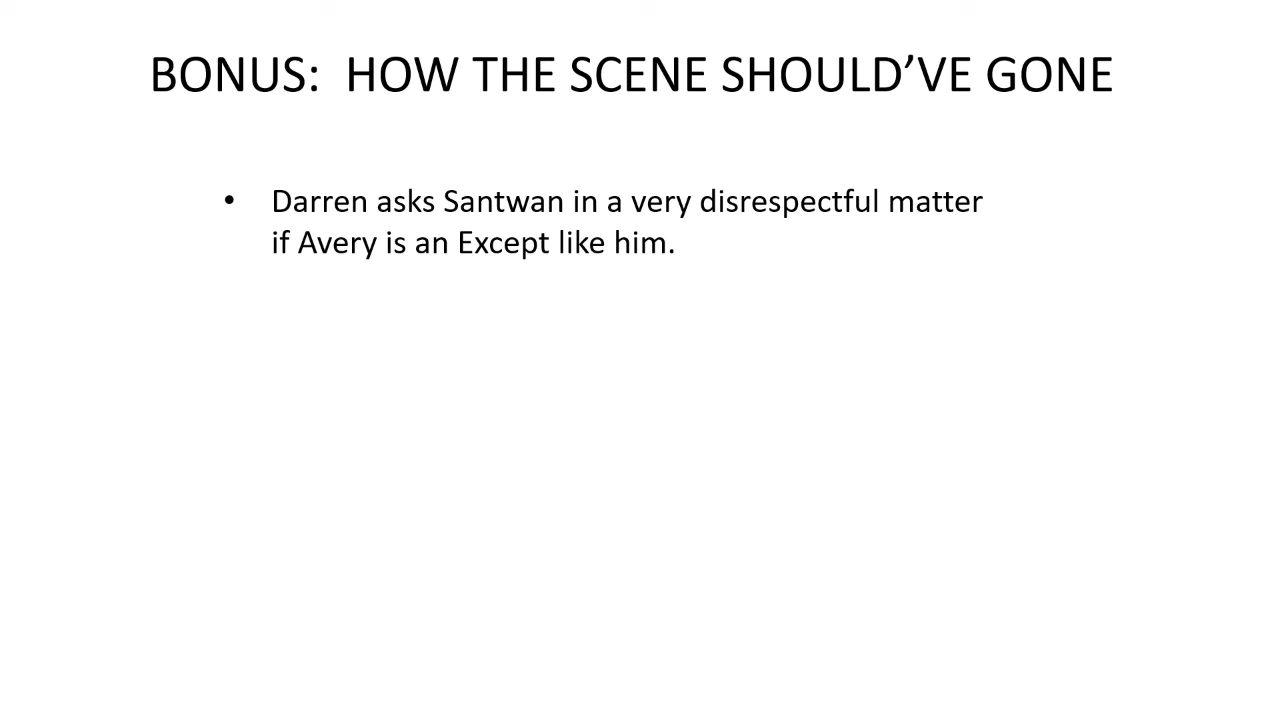 BONUS:  HOW THE SCENE SHOULD’VE GONE
• Darren asks Santwan in a very disrespectful matter
if Avery is an Except like him.